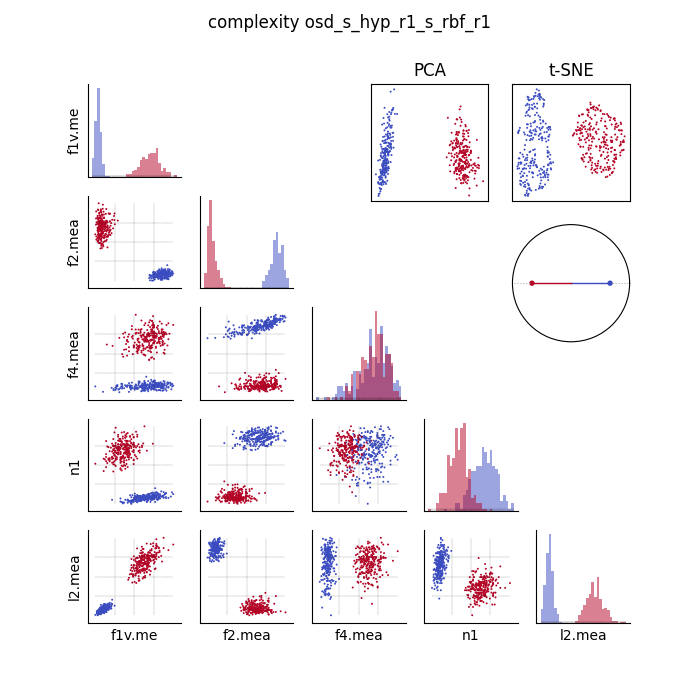 complexity osd_s_hyp_r1_s_rbf_r1
PCA
t-SNE
f1v.me
f2.mea
f4.mea
n1
l2.mea
f1v.me
f2.mea
f4.mea
n1
l2.mea